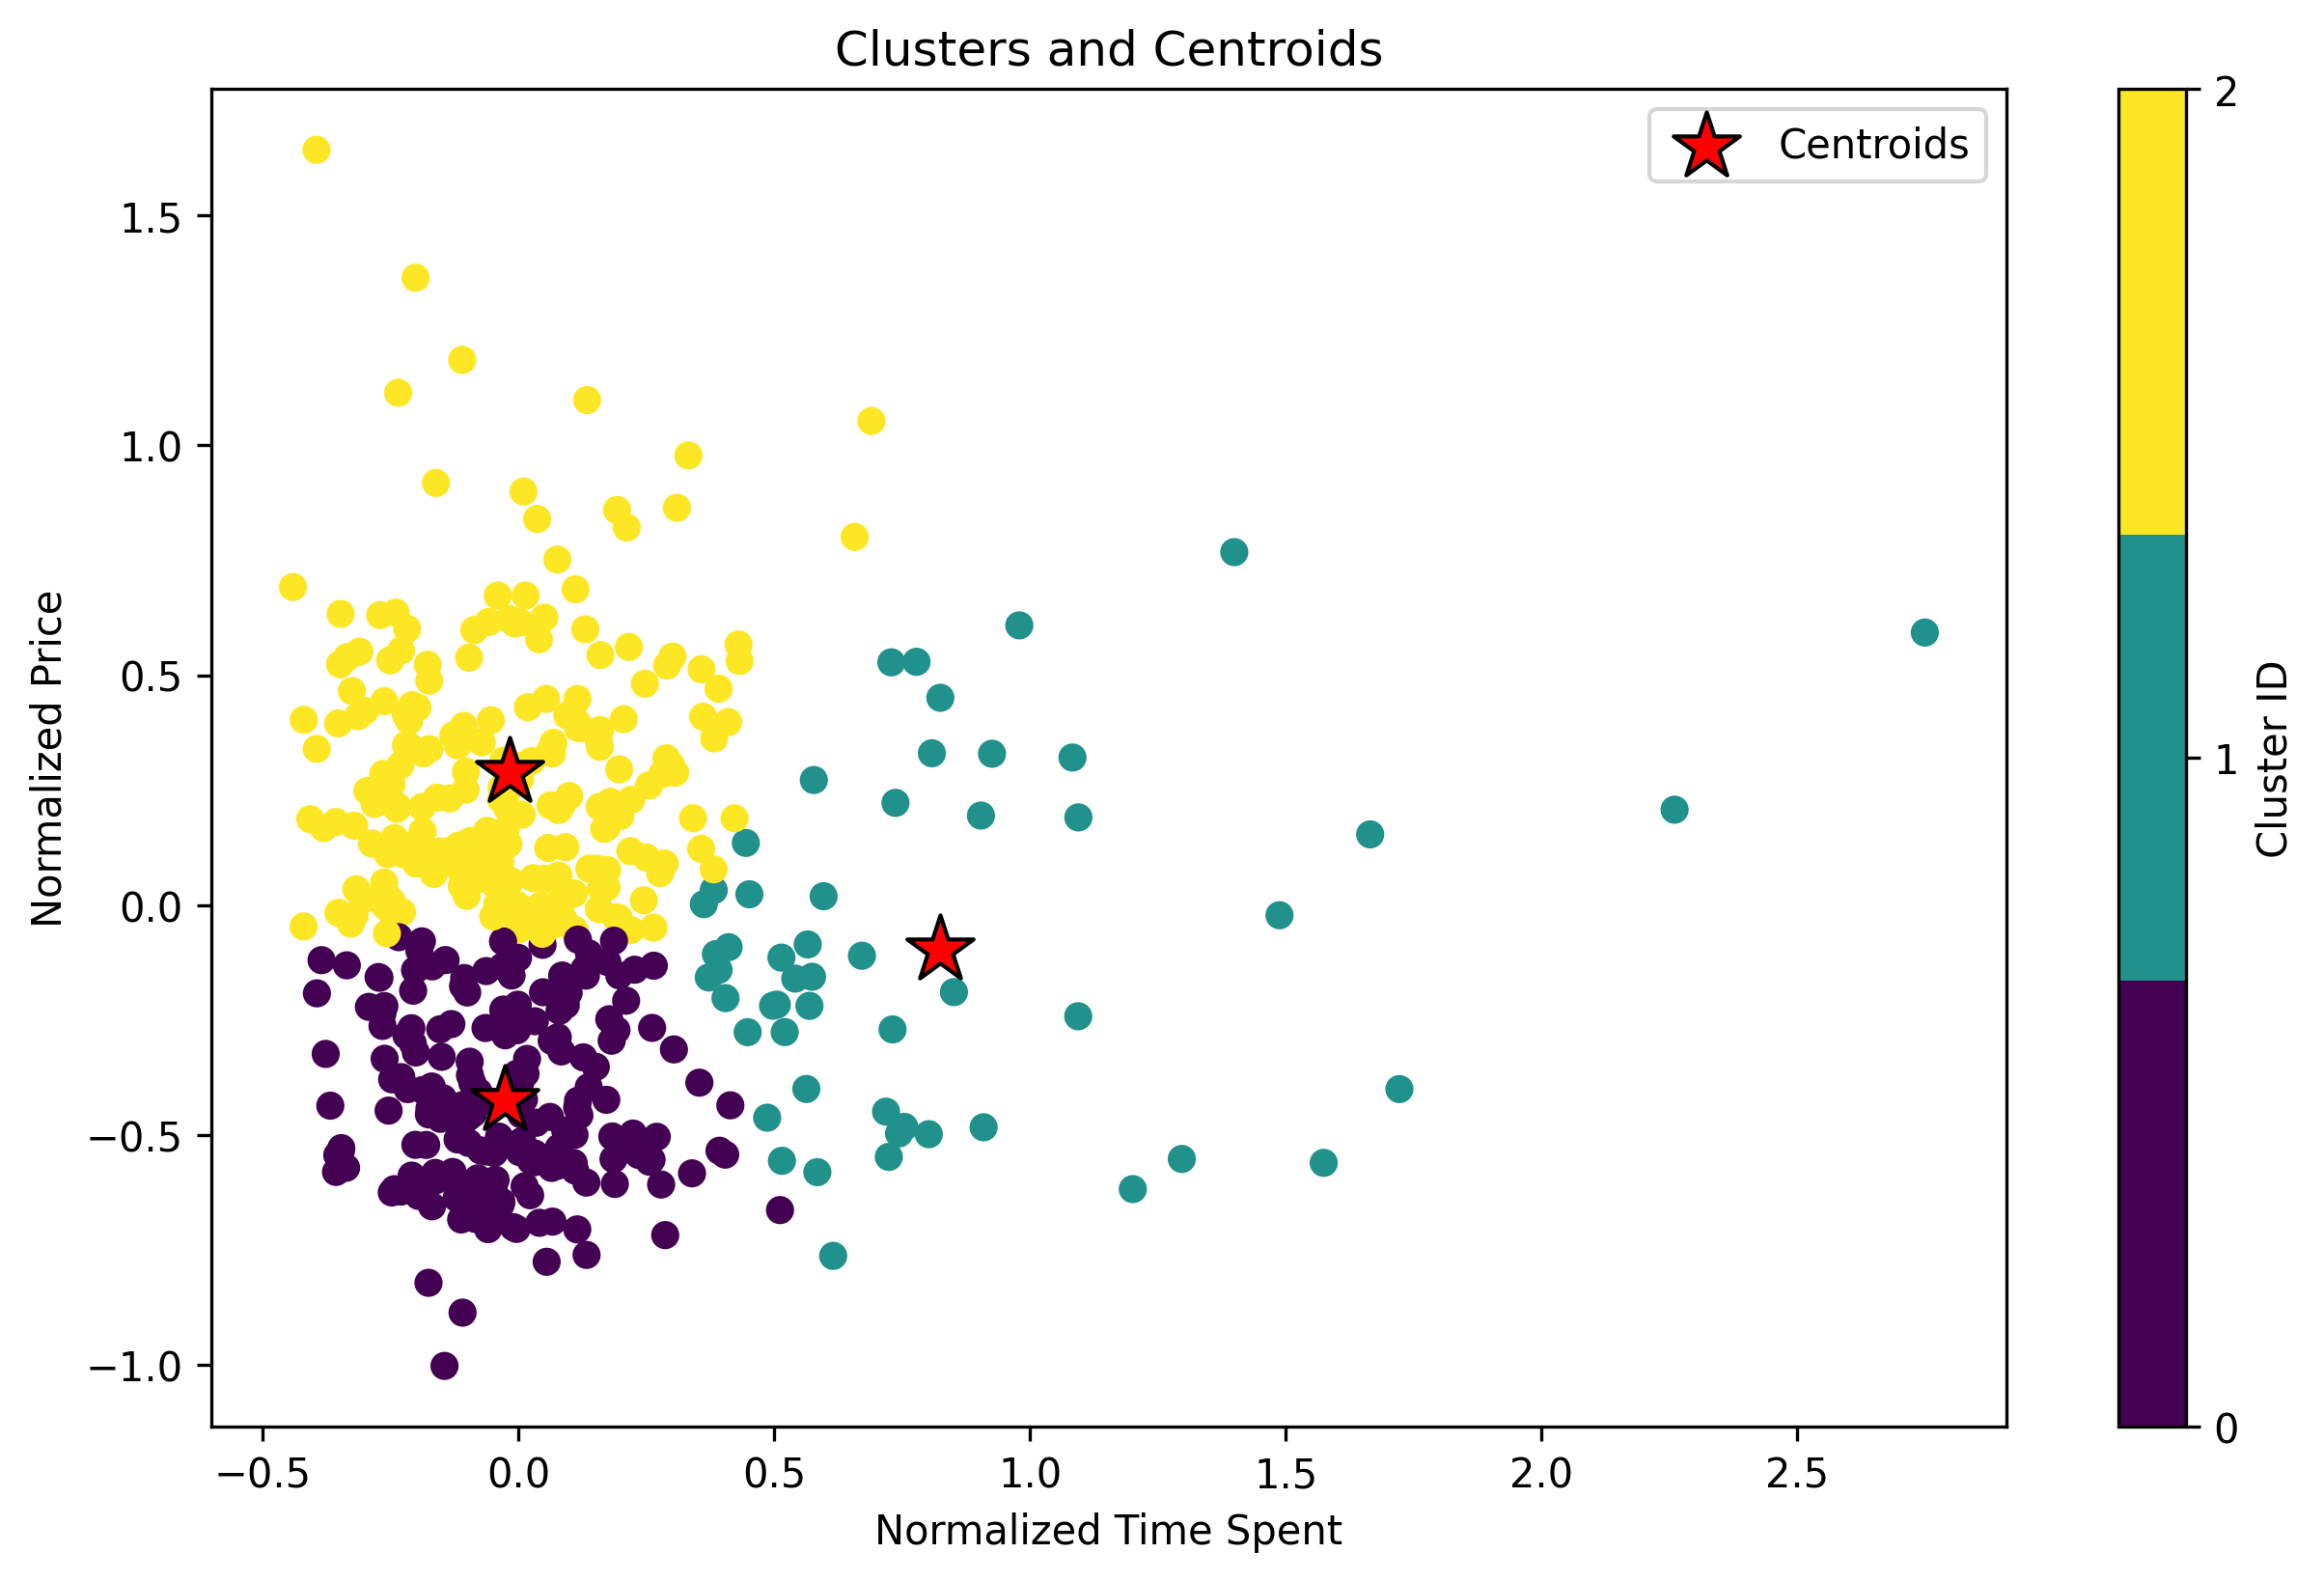 Clusters and Centroids
Centroids
1.5
1.0
0.5
0.0
−0.5
−1.0
Normalized Price
−0.5 0.0 0.5 1.0 1.5 2.0 2.5
Normalized Time Spent
2
1
0
Cluster ID